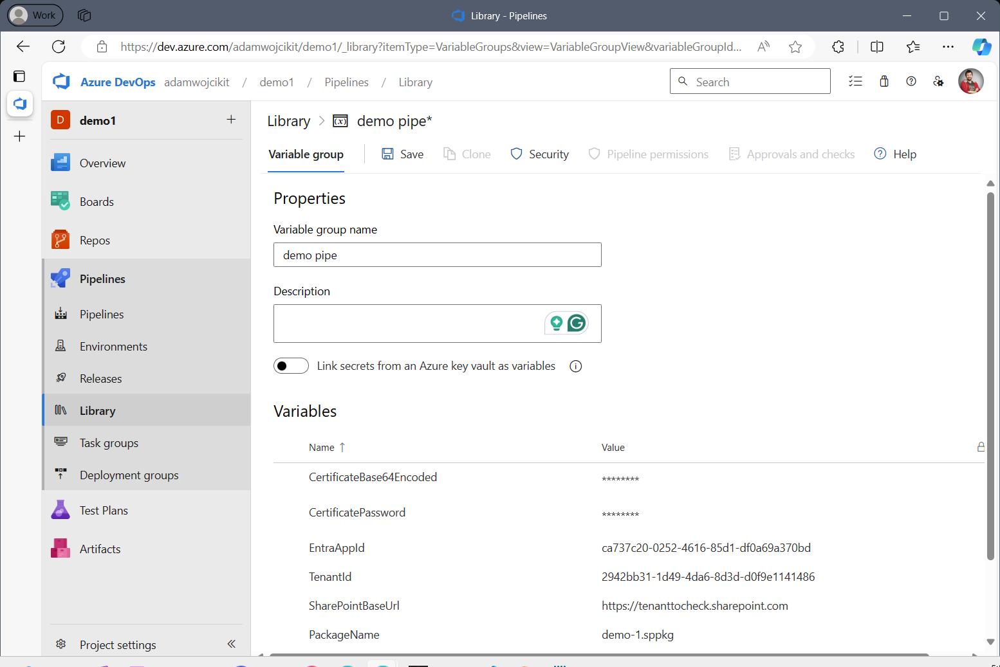 Work
Library - Pipelines
https://dev.azure.com/adamwojcikit/demo1/_library?itemType=VariableGroups&view=VariableGroupView&variableGroupId...
Azure DevOps adamwojcikit / demo1 / Pipelines / Library
Search
D demo1
Overview
Boards
Repos
Pipelines
Pipelines
Environments
Releases
Library
Task groups
Deployment groups
Test Plans
Artifacts
Project settings
Library > (x) demo pipe*
Variable group Save Clone Security Pipeline permissions Approvals and checks Help
Properties
Variable group name
demo pipe
Description
Link secrets from an Azure key vault as variables
Variables
Name ↑ Value
CertificateBase64Encoded ********
CertificatePassword ********
EntraAppId ca737c20-0252-4616-85d1-df0a69a370bd
TenantId 2942bb31-1d49-4da6-8d3d-d0f9e1141486
SharePointBaseUrl https://tenanttocheck.sharepoint.com
PackageName demo-1.sppkg